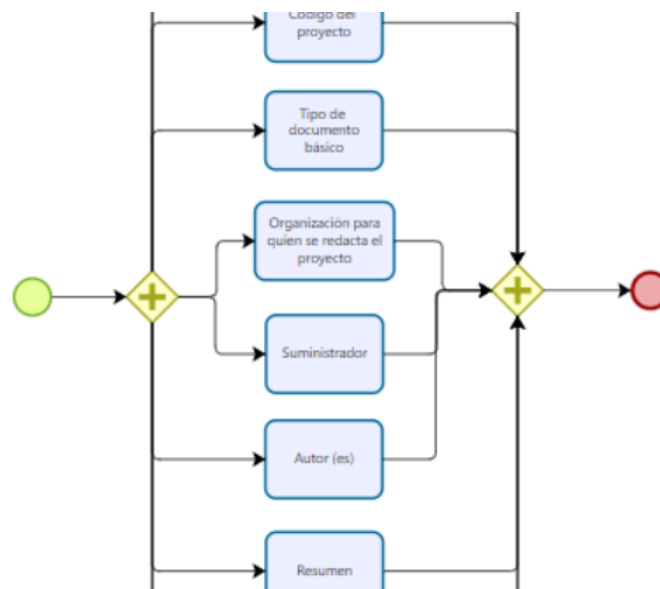 Código del
proyecto
Tipo de
documento
básico
Organización para
quien se redacta el
proyecto
Suministrador
Autor (es)
Resumen